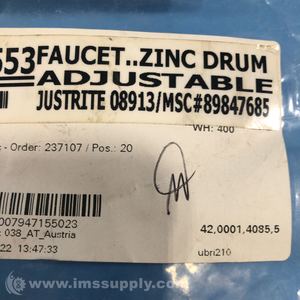 553 FAUCET..ZINC DRUM
ADJUSTABLE
JUSTRITE 08913/MSC#89847685
WH: 400
- Order: 237107 / Pos.: 20
007947155023
: 038_AT_Austria
42,0001,4085,5
22 13:47:33
ubri210
© www.imssupply.com